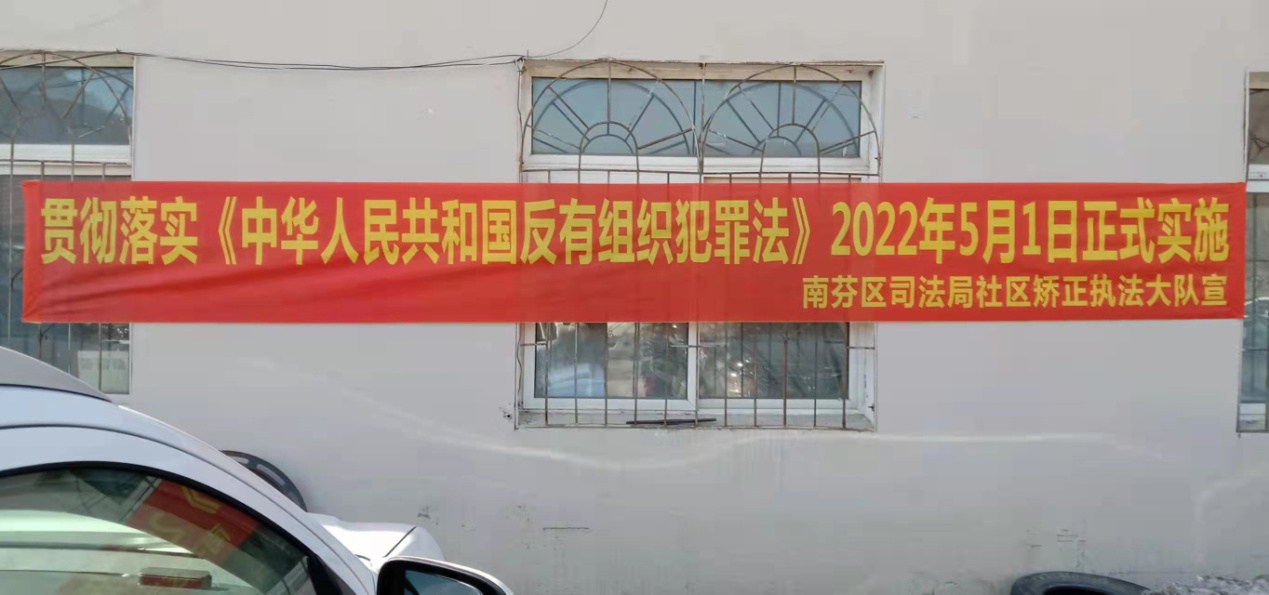 贯彻落实《中华人民共和国反有组织犯罪法》2022年5月1日正式实施
南芬区司法局社区矫正执法大队宣